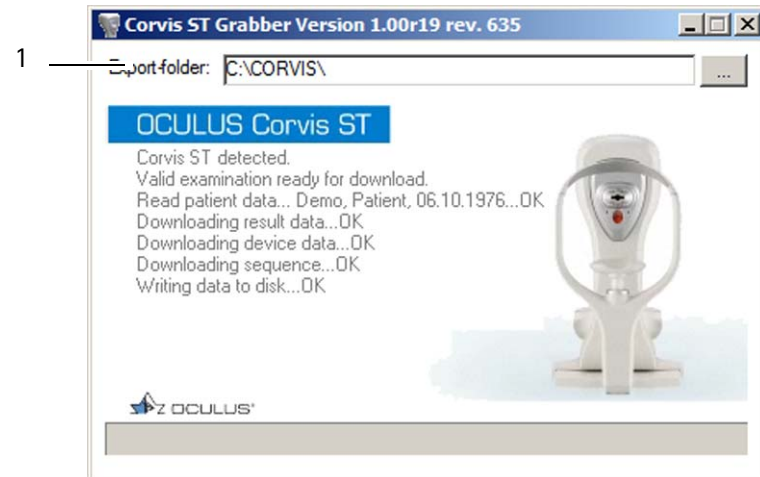 Corvis ST Grabber Version 1.00r19 rev. 635
1
Export-folder: C:\CORVIS\ ...
OCULUS Corvis ST
Corvis ST detected.
Valid examination ready for download.
Read patient data... Demo, Patient, 06.10.1976...OK
Downloading result data...OK
Downloading device data...OK
Downloading sequence...OK
Writing data to disk...OK
OCULUS®